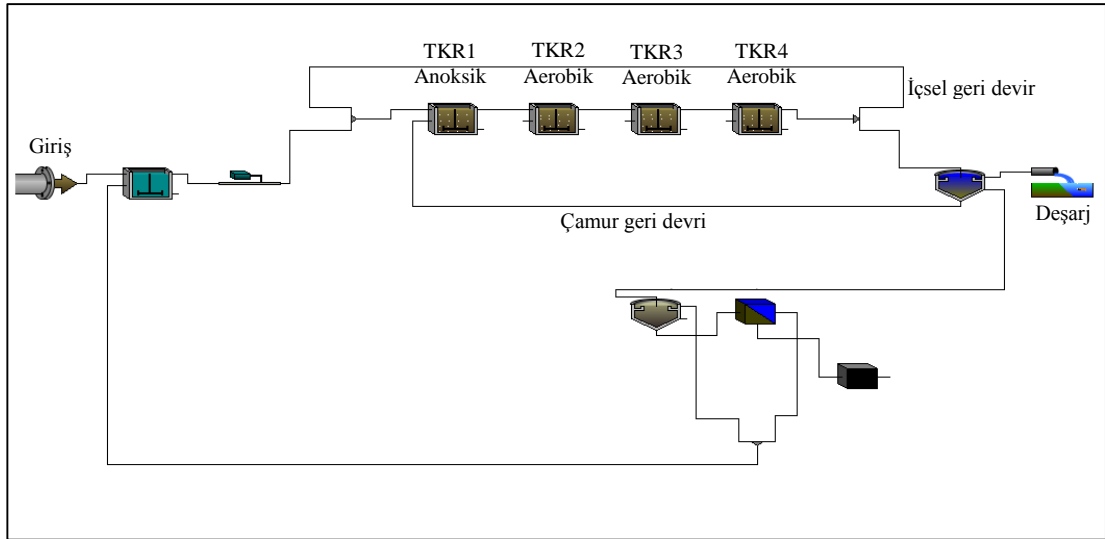 TKR1
Anoksik
TKR2
Aerobik
TKR3
Aerobik
TKR4
Aerobik
İçsel geri devir
Giriş
Çamur geri devri
Deşarj